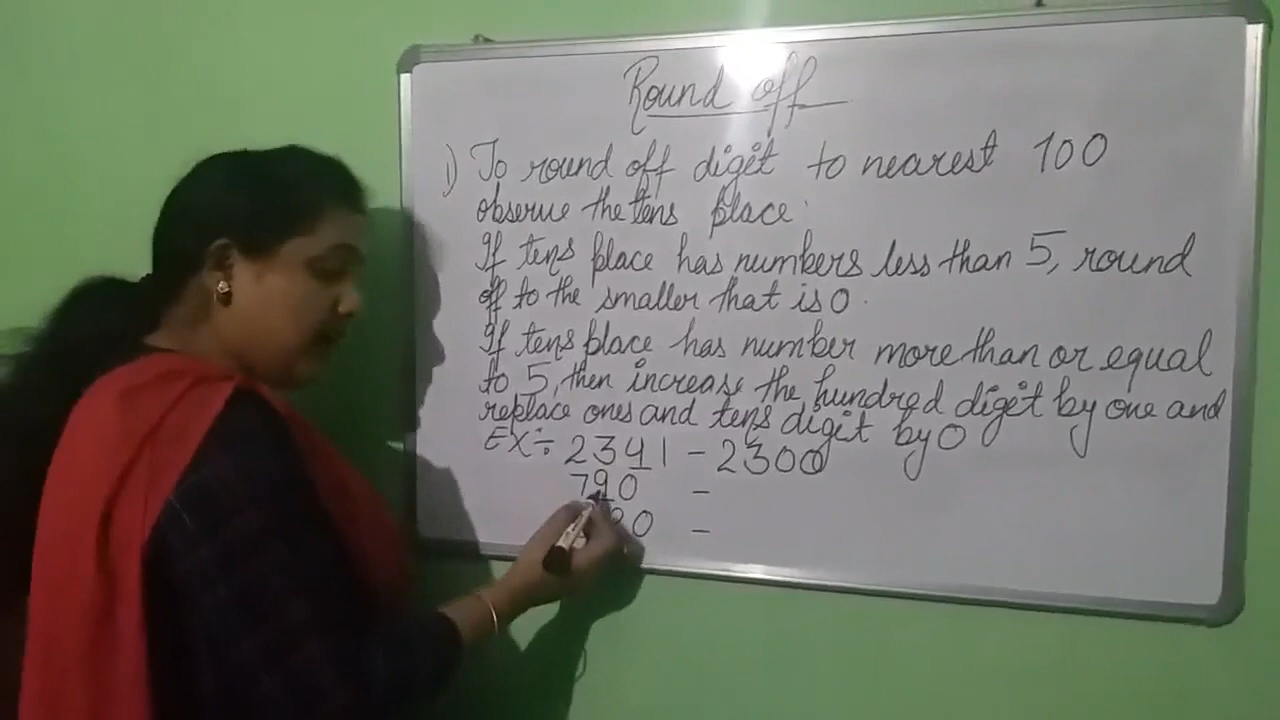 Round off
1) To round off digit to nearest 100
observe the tens place.
If tens place has numbers less than 5, round
off to the smaller that is 0.
If tens place has number more than or equal
to 5, then increase the hundred digit by one and
replace ones and tens digit by 0
Ex÷ 2341 - 2300
790 -
20 -